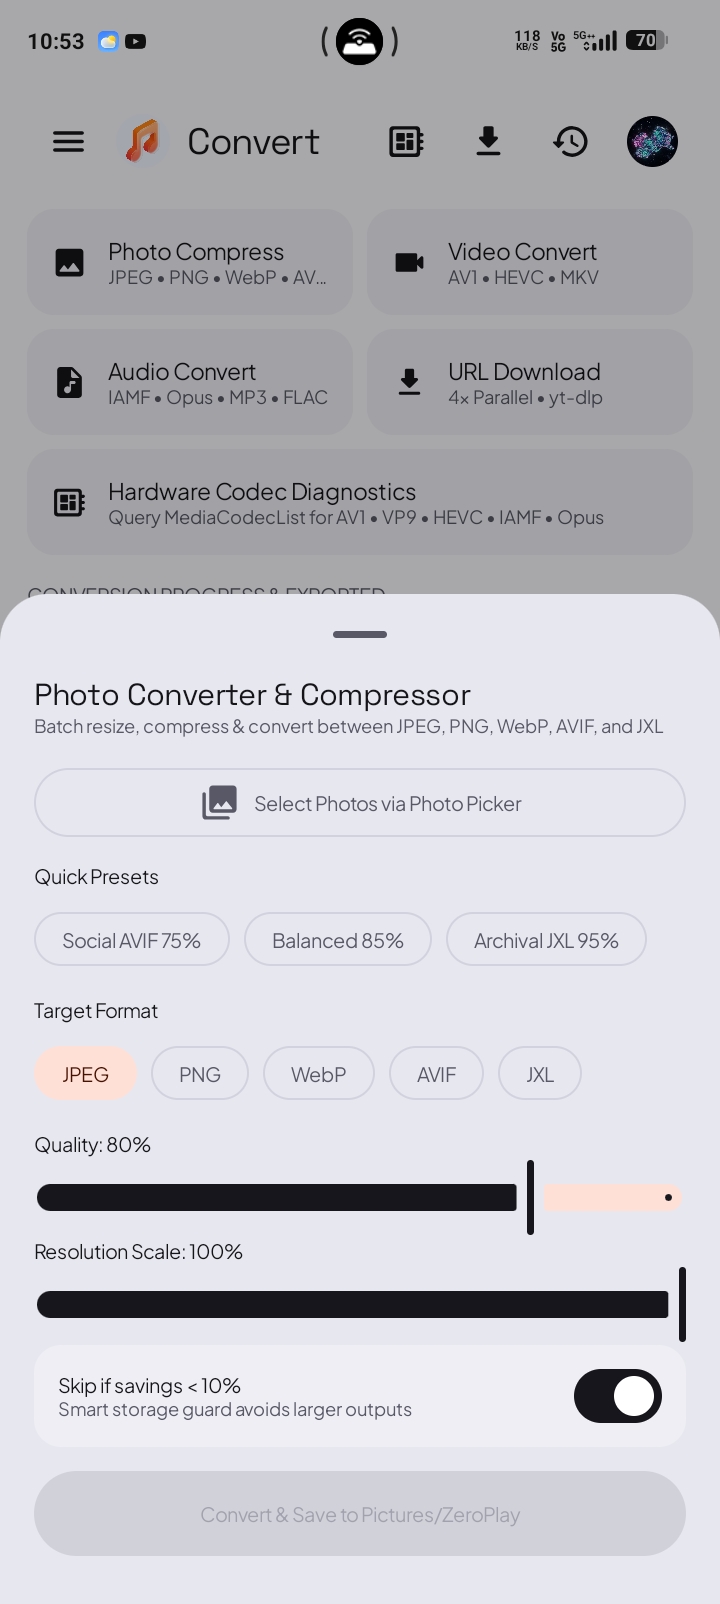 10:53
118 KB/S Vo 5G 5G++ 70
Convert
Photo Compress
JPEG • PNG • WebP • AV...
Video Convert
AV1 • HEVC • MKV
Audio Convert
IAMF • Opus • MP3 • FLAC
URL Download
4× Parallel • yt-dlp
Hardware Codec Diagnostics
Query MediaCodecList for AV1 • VP9 • HEVC • IAMF • Opus
CONVERSION PROGRESS & EXPORTED
Photo Converter & Compressor
Batch resize, compress & convert between JPEG, PNG, WebP, AVIF, and JXL
Select Photos via Photo Picker
Quick Presets
Social AVIF 75%
Balanced 85%
Archival JXL 95%
Target Format
JPEG
PNG
WebP
AVIF
JXL
Quality: 80%
Resolution Scale: 100%
Skip if savings < 10%
Smart storage guard avoids larger outputs
Convert & Save to Pictures/ZeroPlay